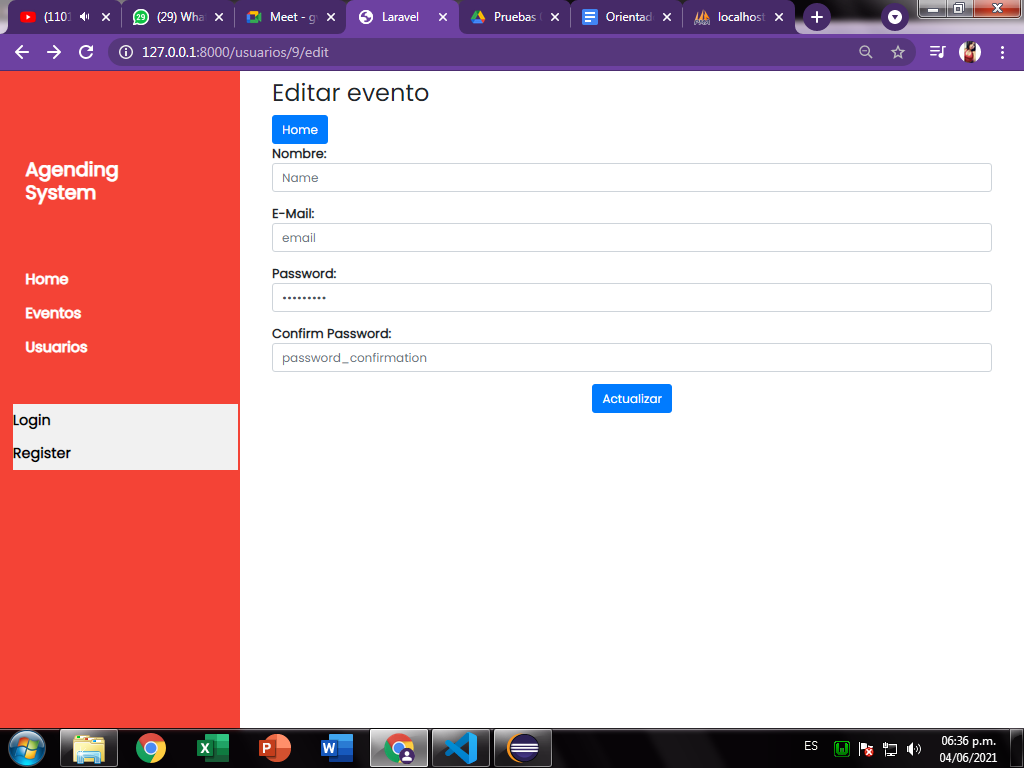 (1101
(29) What
Meet - g
Laravel
Pruebas
Orientad
localhost
127.0.0.1:8000/usuarios/9/edit
Agending
System
Home
Eventos
Usuarios
Login
Register
Editar evento
Home
Nombre:
Name
E-Mail:
email
Password:
•••••••••
Confirm Password:
password_confirmation
Actualizar
ES
06:36 p.m.
04/06/2021